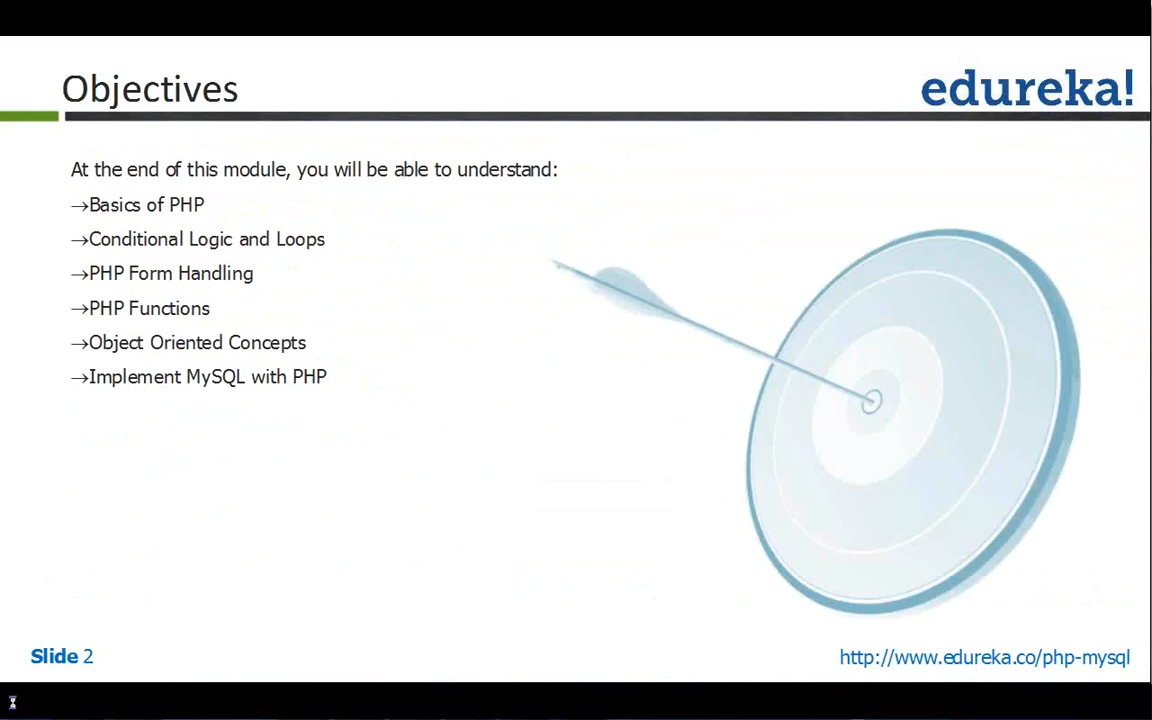 Objectives
edureka!
At the end of this module, you will be able to understand:
→Basics of PHP
→Conditional Logic and Loops
→PHP Form Handling
→PHP Functions
→Object Oriented Concepts
→Implement MySQL with PHP
Slide 2
http://www.edureka.co/php-mysql